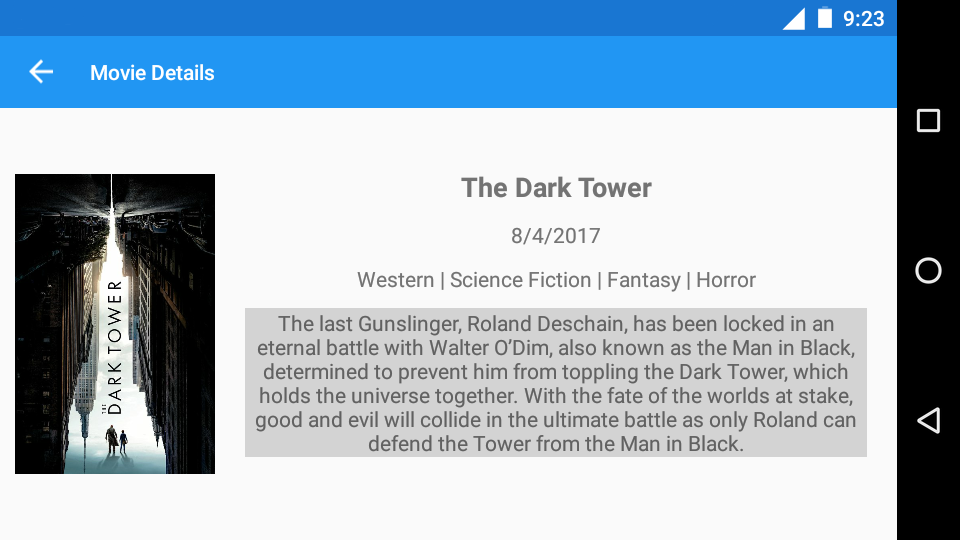 9:23
Movie Details
The Dark Tower
8/4/2017
Western | Science Fiction | Fantasy | Horror
The last Gunslinger, Roland Deschain, has been locked in an
eternal battle with Walter O’Dim, also known as the Man in Black,
determined to prevent him from toppling the Dark Tower, which
holds the universe together. With the fate of the worlds at stake,
good and evil will collide in the ultimate battle as only Roland can
defend the Tower from the Man in Black.
THE
DARK TOWER